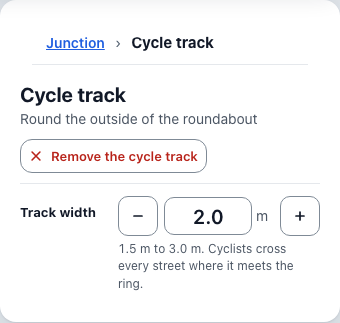 Junction › Cycle track
Cycle track
Round the outside of the roundabout
✕ Remove the cycle track
Track width − 2.0 m +
1.5 m to 3.0 m. Cyclists cross
every street where it meets the
ring.